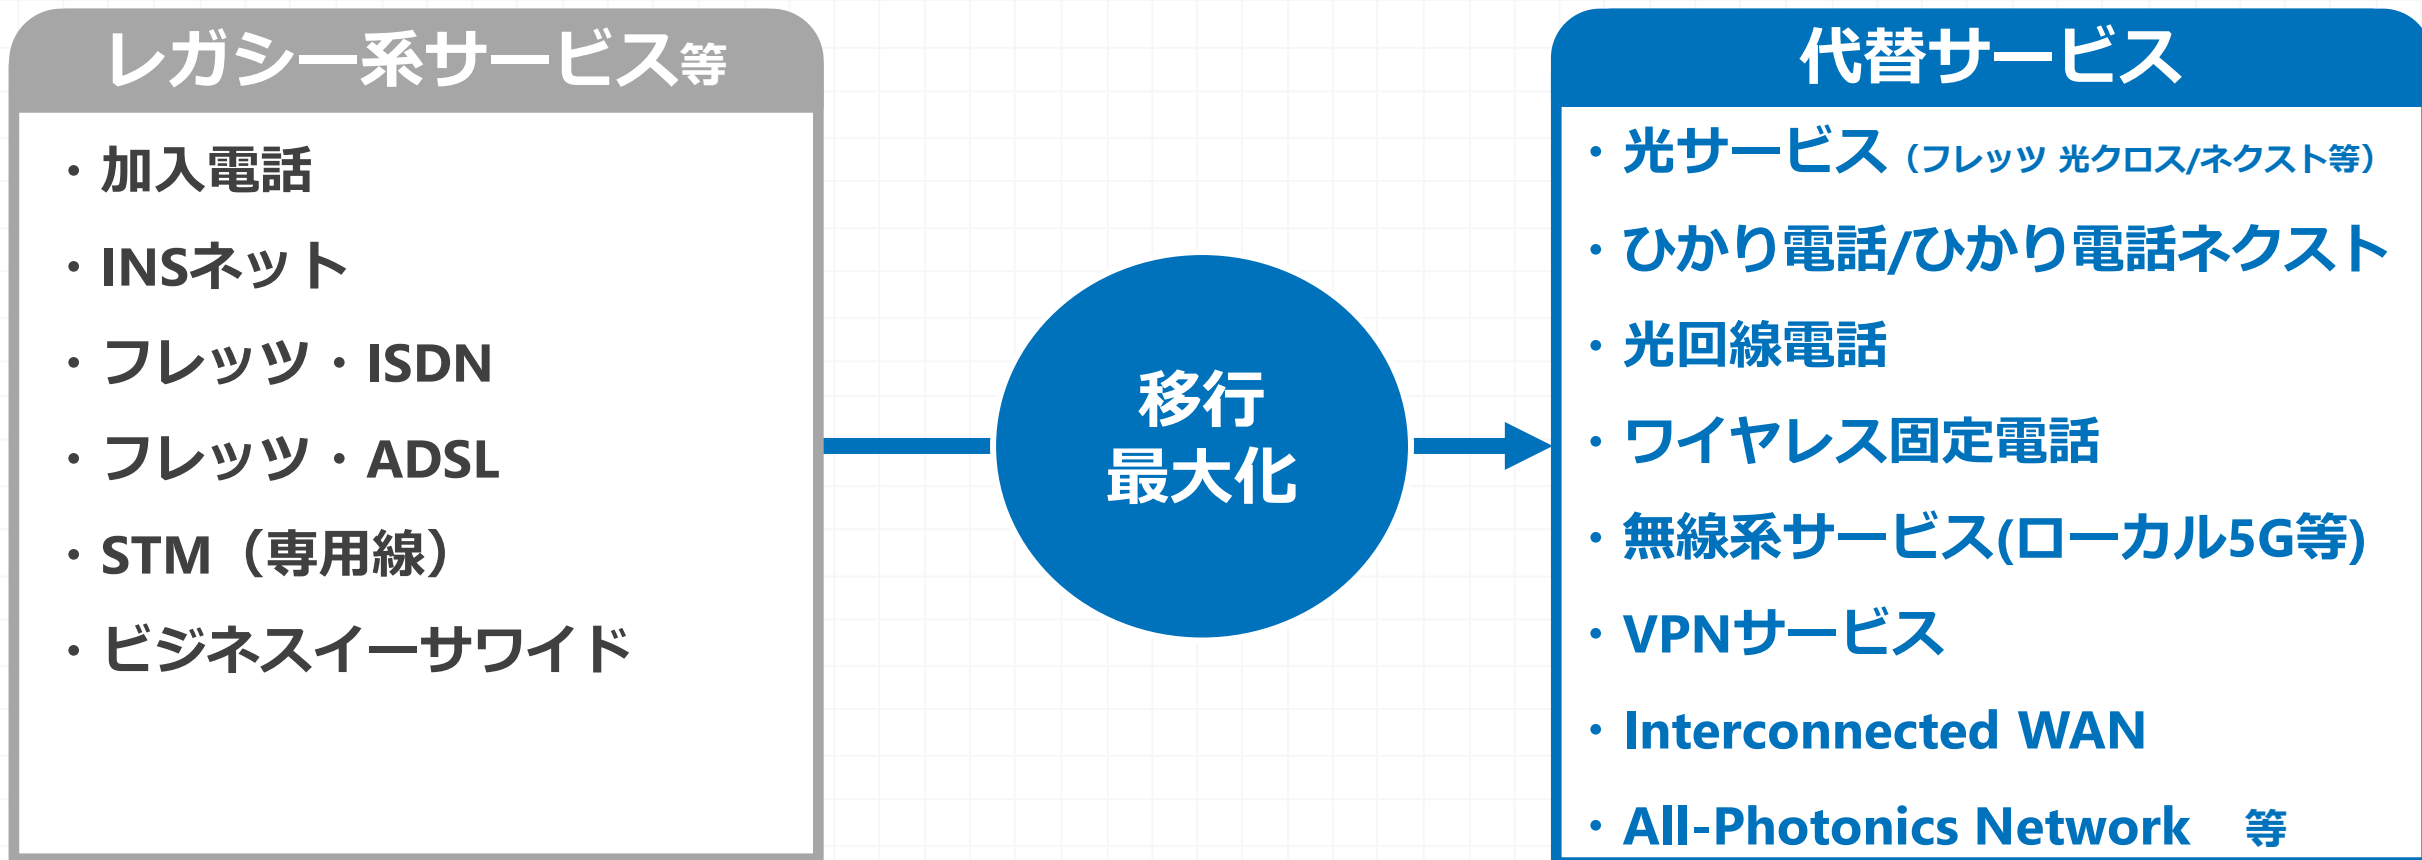 レガシー系サービス等
・加入電話
・INSネット
・フレッツ・ISDN
・フレッツ・ADSL
・STM（専用線）
・ビジネスイーサワイド
移行
最大化
代替サービス
・光サービス（フレッツ 光クロス/ネクスト等）
・ひかり電話/ひかり電話ネクスト
・光回線電話
・ワイヤレス固定電話
・無線系サービス(ローカル5G等)
・VPNサービス
・Interconnected WAN
・All-Photonics Network　等